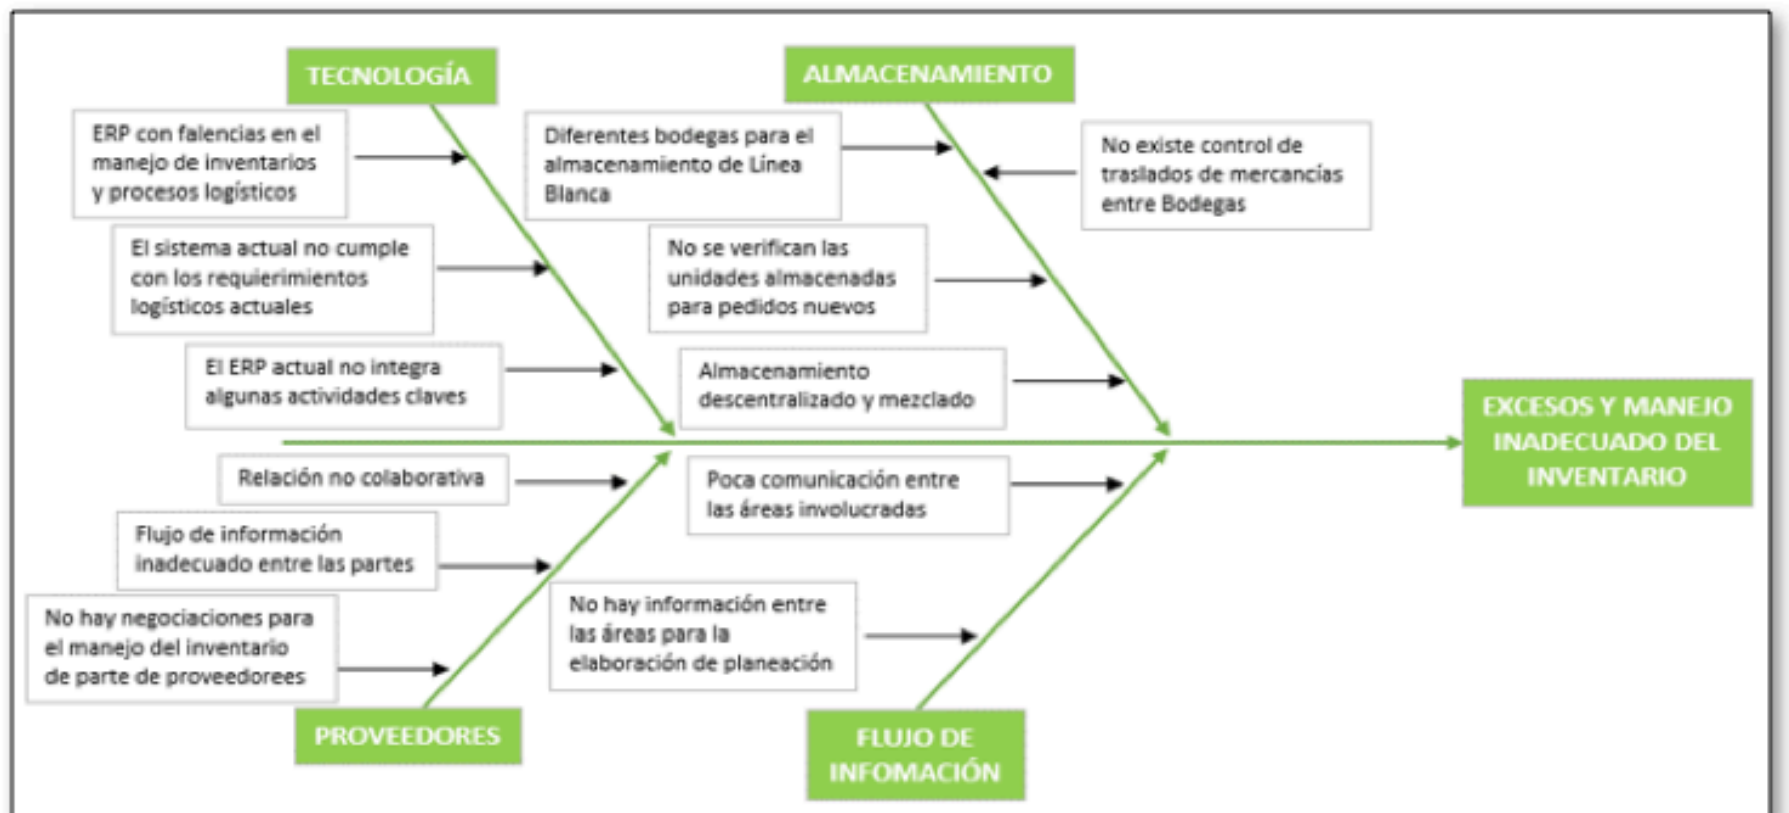 TECNOLOGÍA
ERP con falencias en el
manejo de inventarios
y procesos logísticos
El sistema actual no cumple
con los requierimientos
logísticos actuales
El ERP actual no integra
algunas actividades claves
ALMACENAMIENTO
Diferentes bodegas para el
almacenamiento de Línea
Blanca
No existe control de
traslados de mercancías
entre Bodegas
No se verifican las
unidades almacenadas
para pedidos nuevos
Almacenamiento
descentralizado y mezclado
EXCESOS Y MANEJO
INADECUADO DEL
INVENTARIO
Relación no colaborativa
Flujo de información
inadecuado entre las partes
No hay negociaciones para
el manejo del inventario
de parte de proveedorees
PROVEEDORES
Poca comunicación entre
las áreas involucradas
No hay información entre
las áreas para la
elaboración de planeación
FLUJO DE
INFOMACIÓN